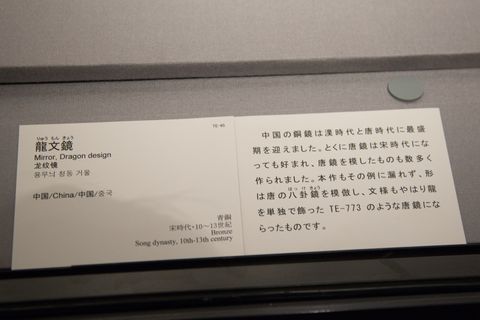 TE-40
りゅう もん きょう
龍文鏡
Mirror, Dragon design
龙纹镜
용무늬 청동 거울
中国/China/中国/중국
青銅
宋時代・10～13世紀
Bronze
Song dynasty, 10th-13th century
中国の銅鏡は漢時代と唐時代に最盛
期を迎えました。とくに唐鏡は宋時代にな
っても好まれ、唐鏡を模したものも数多く
作られました。本作もその例に漏れず、形
は唐の八卦鏡を模倣し、文様もやはり龍
はっ け きょう
を単独で飾った TE-773 のような唐鏡にな
らったものです。